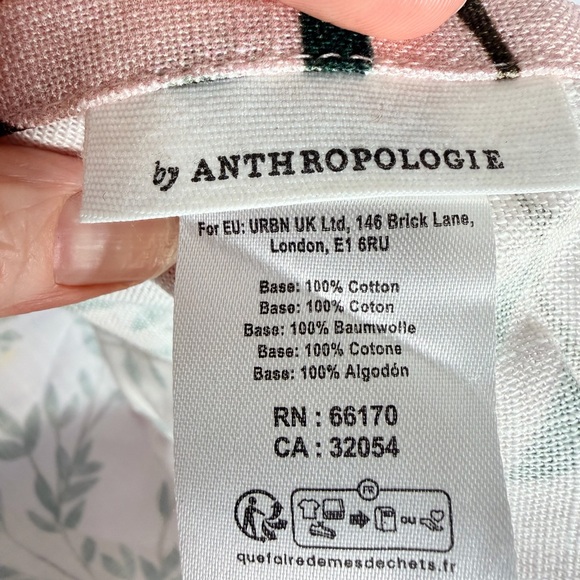 by ANTHROPOLOGIE
For EU: URBN UK Ltd, 146 Brick Lane,
London, E1 6RU
Base: 100% Cotton
Base: 100% Coton
Base: 100% Baumwolle
Base: 100% Cotone
Base: 100% Algodón
RN : 66170
CA : 32054
FR
OU
quefairedemesdechets.fr